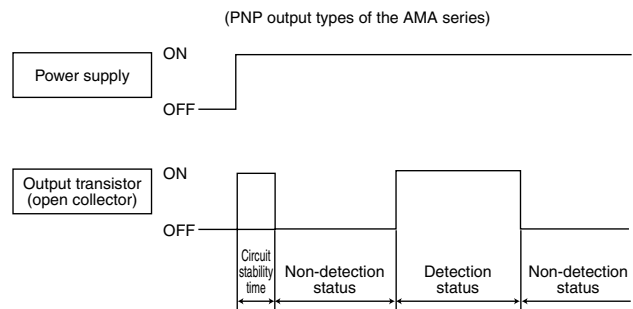 (PNP output types of the AMA series)
Power supply
ON
OFF
Output transistor
(open collector)
ON
OFF
Circuit
stability
time
Non-detection
status
Detection
status
Non-detection
status